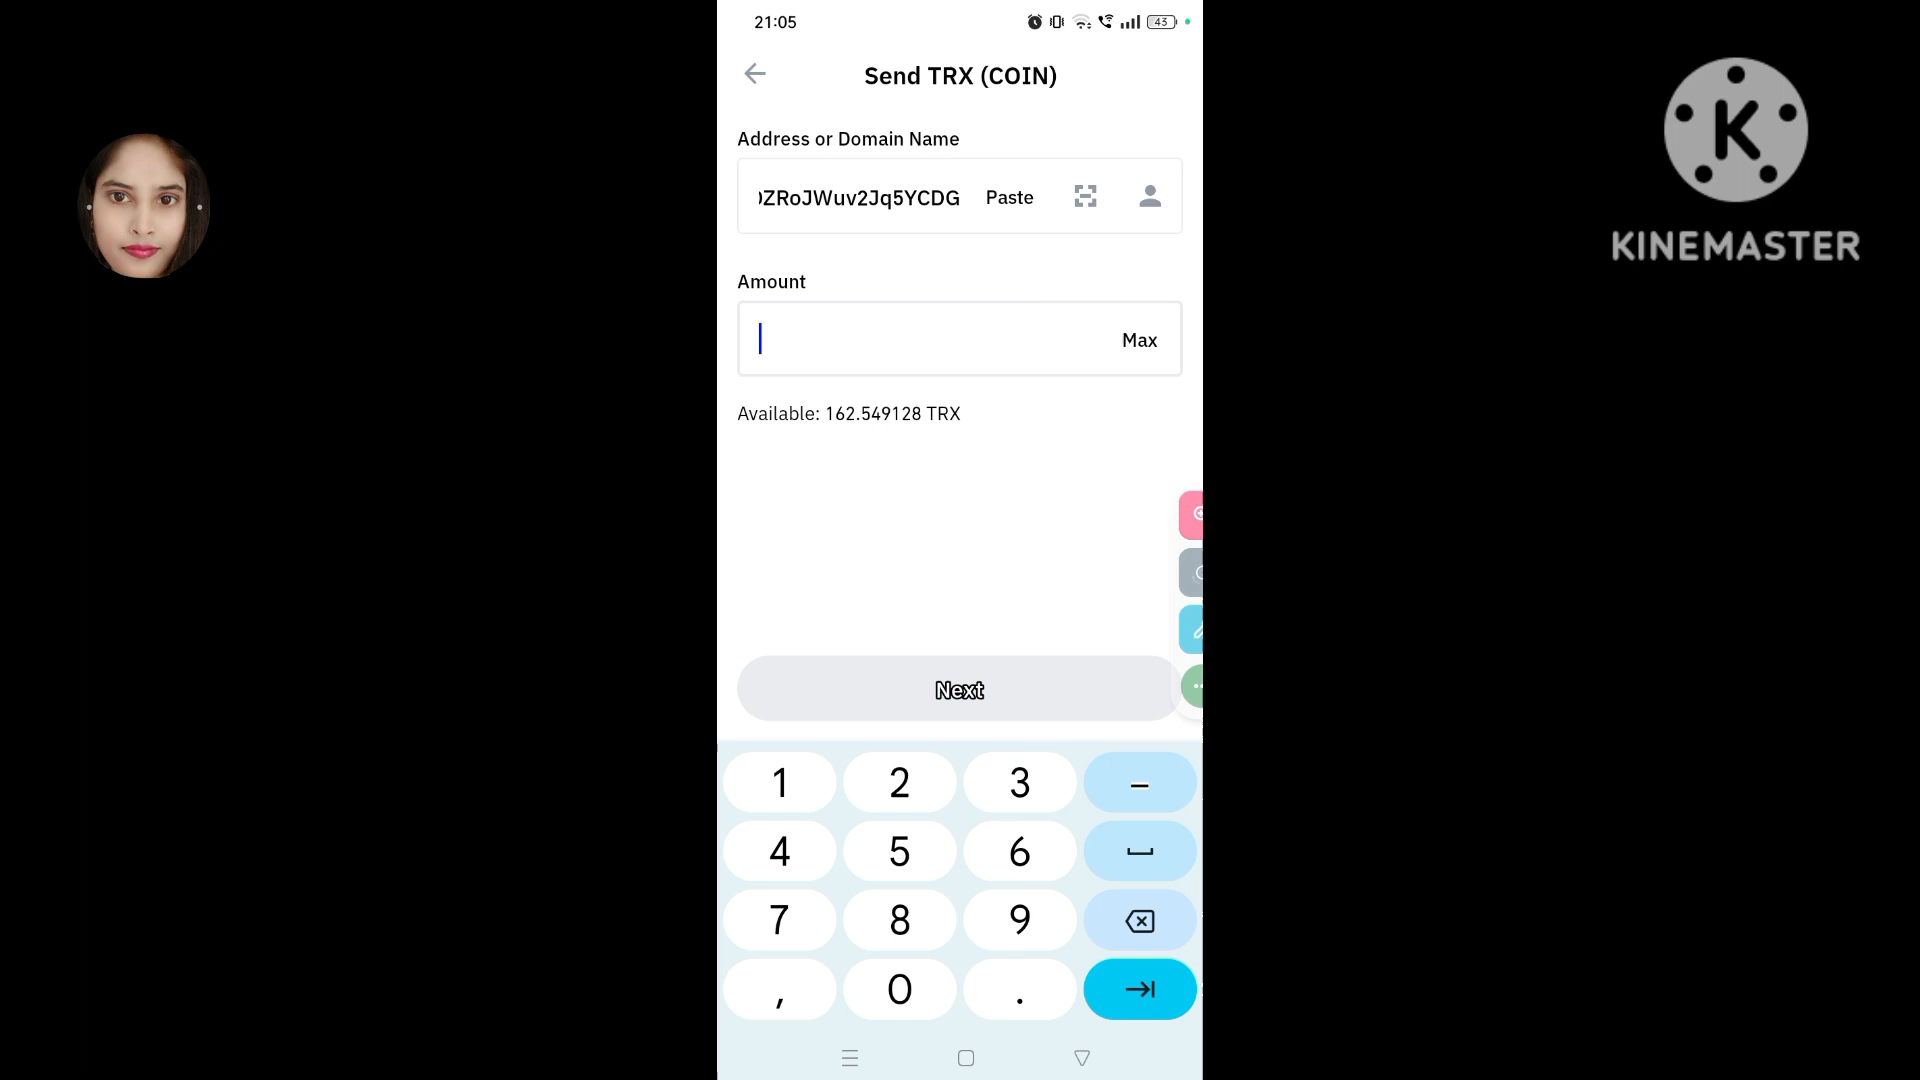 21:05
43
Send TRX (COIN)
Address or Domain Name
ZRoJWuv2Jq5YCDG Paste
Amount
Max
Available: 162.549128 TRX
Next
1 2 3 –
4 5 6
7 8 9
, 0 .
K
KINEMASTER